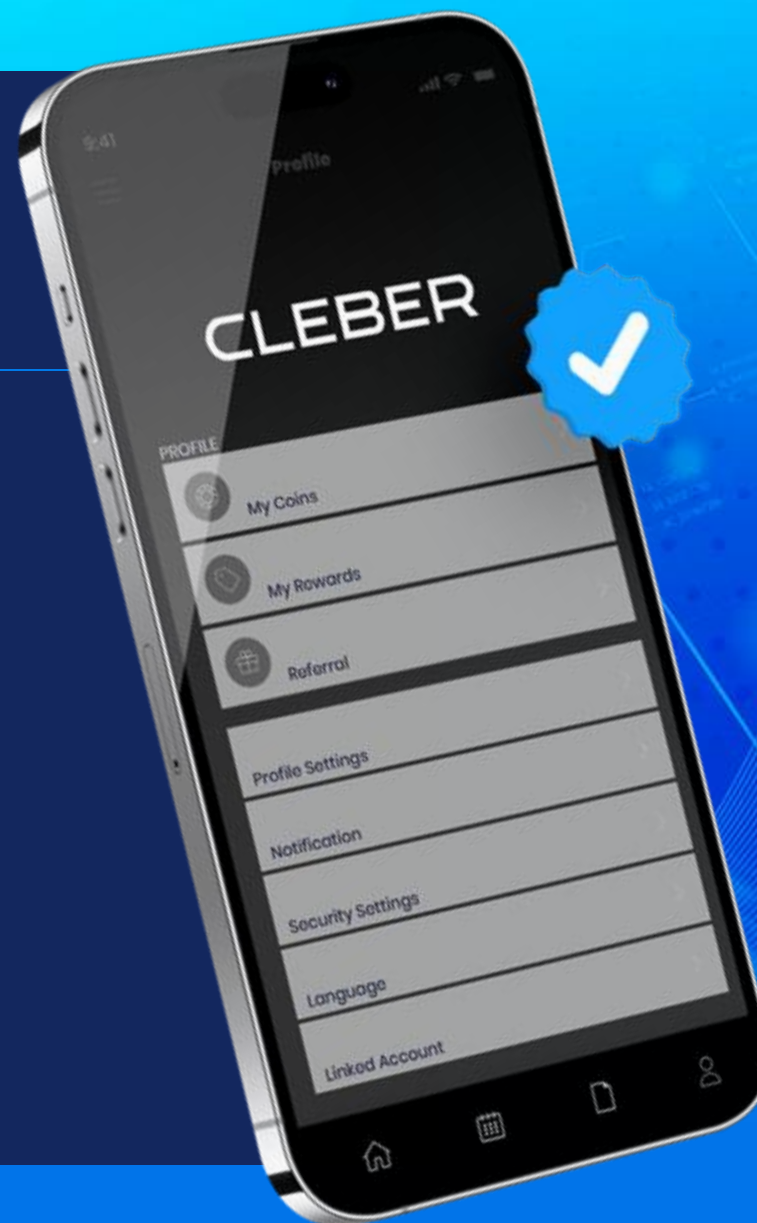 9:41
Profile
CLEBER
PROFILE
My Coins
My Rewards
Referral
Profile Settings
Notification
Security Settings
Language
Linked Account